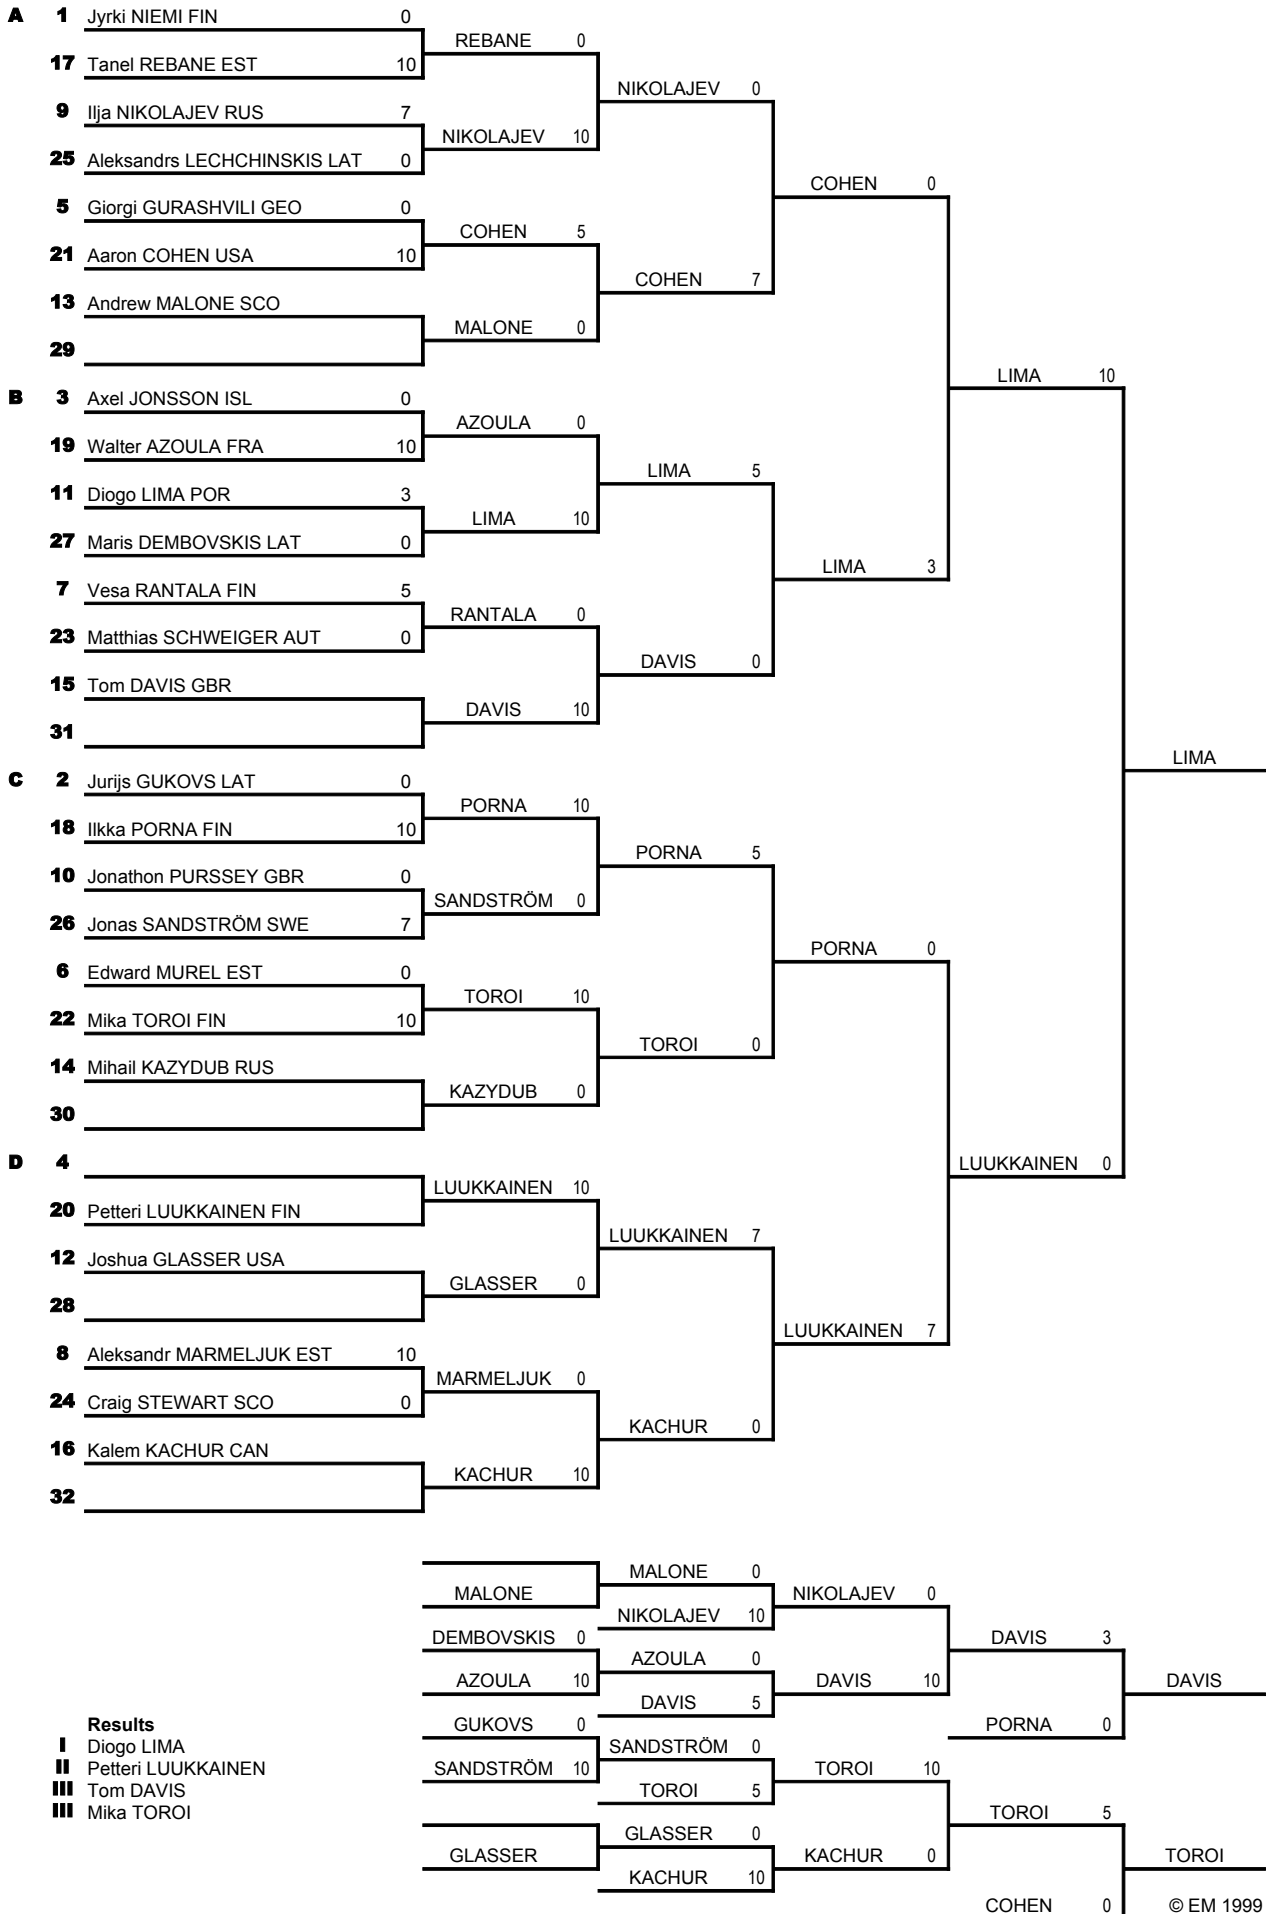 A 1 Jyrki NIEMI FIN 0
REBANE 0
17 Tanel REBANE EST 10
NIKOLAJEV 0
9 Ilja NIKOLAJEV RUS 7
NIKOLAJEV 10
25 Aleksandrs LECHCHINSKIS LAT 0
COHEN 0
5 Giorgi GURASHVILI GEO 0
COHEN 5
21 Aaron COHEN USA 10
COHEN 7
13 Andrew MALONE SCO
MALONE 0
29
LIMA 10
B 3 Axel JONSSON ISL 0
AZOULA 0
19 Walter AZOULA FRA 10
LIMA 5
11 Diogo LIMA POR 3
LIMA 10
27 Maris DEMBOVSKIS LAT 0
LIMA 3
7 Vesa RANTALA FIN 5
RANTALA 0
23 Matthias SCHWEIGER AUT 0
DAVIS 0
15 Tom DAVIS GBR
DAVIS 10
31
LIMA
C 2 Jurijs GUKOVS LAT 0
PORNA 10
18 Ilkka PORNA FIN 10
PORNA 5
10 Jonathon PURSSEY GBR 0
SANDSTRÖM 0
26 Jonas SANDSTRÖM SWE 7
PORNA 0
6 Edward MUREL EST 0
TOROI 10
22 Mika TOROI FIN 10
TOROI 0
14 Mihail KAZYDUB RUS
KAZYDUB 0
30
D 4
LUUKKAINEN 0
LUUKKAINEN 10
20 Petteri LUUKKAINEN FIN
LUUKKAINEN 7
12 Joshua GLASSER USA
GLASSER 0
28
LUUKKAINEN 7
8 Aleksandr MARMELJUK EST 10
MARMELJUK 0
24 Craig STEWART SCO 0
KACHUR 0
16 Kalem KACHUR CAN
KACHUR 10
32
MALONE 0
MALONE
NIKOLAJEV 0
NIKOLAJEV 10
DEMBOVSKIS 0
DAVIS 3
AZOULA 0
AZOULA 10
DAVIS 10
DAVIS
DAVIS 5
Results
GUKOVS 0
PORNA 0
I Diogo LIMA
SANDSTRÖM 0
II Petteri LUUKKAINEN
SANDSTRÖM 10
TOROI 10
III Tom DAVIS
TOROI 5
III Mika TOROI
TOROI 5
GLASSER 0
GLASSER
KACHUR 0
TOROI
KACHUR 10
COHEN 0
© EM 1999